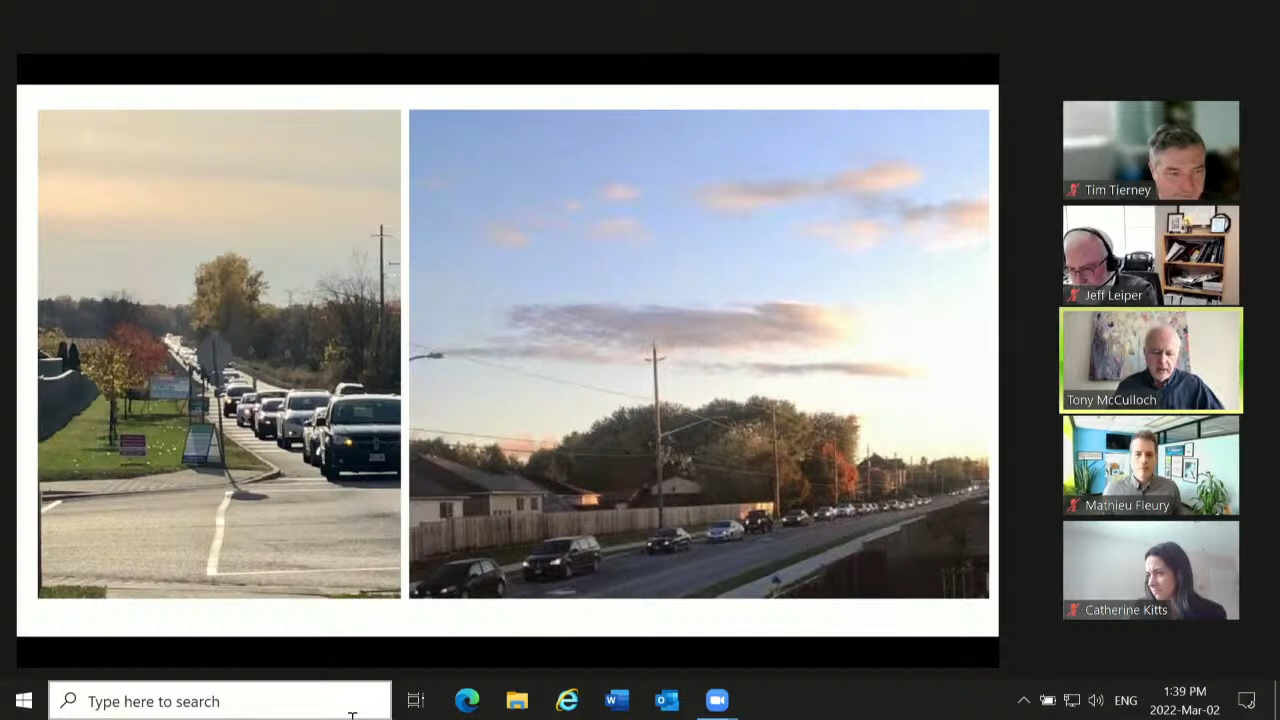 Tim Tierney
Jeff Leiper
Tony McCulloch
Mathieu Fleury
Catherine Kitts
Type here to search
ENG
1:39 PM
2022-Mar-02